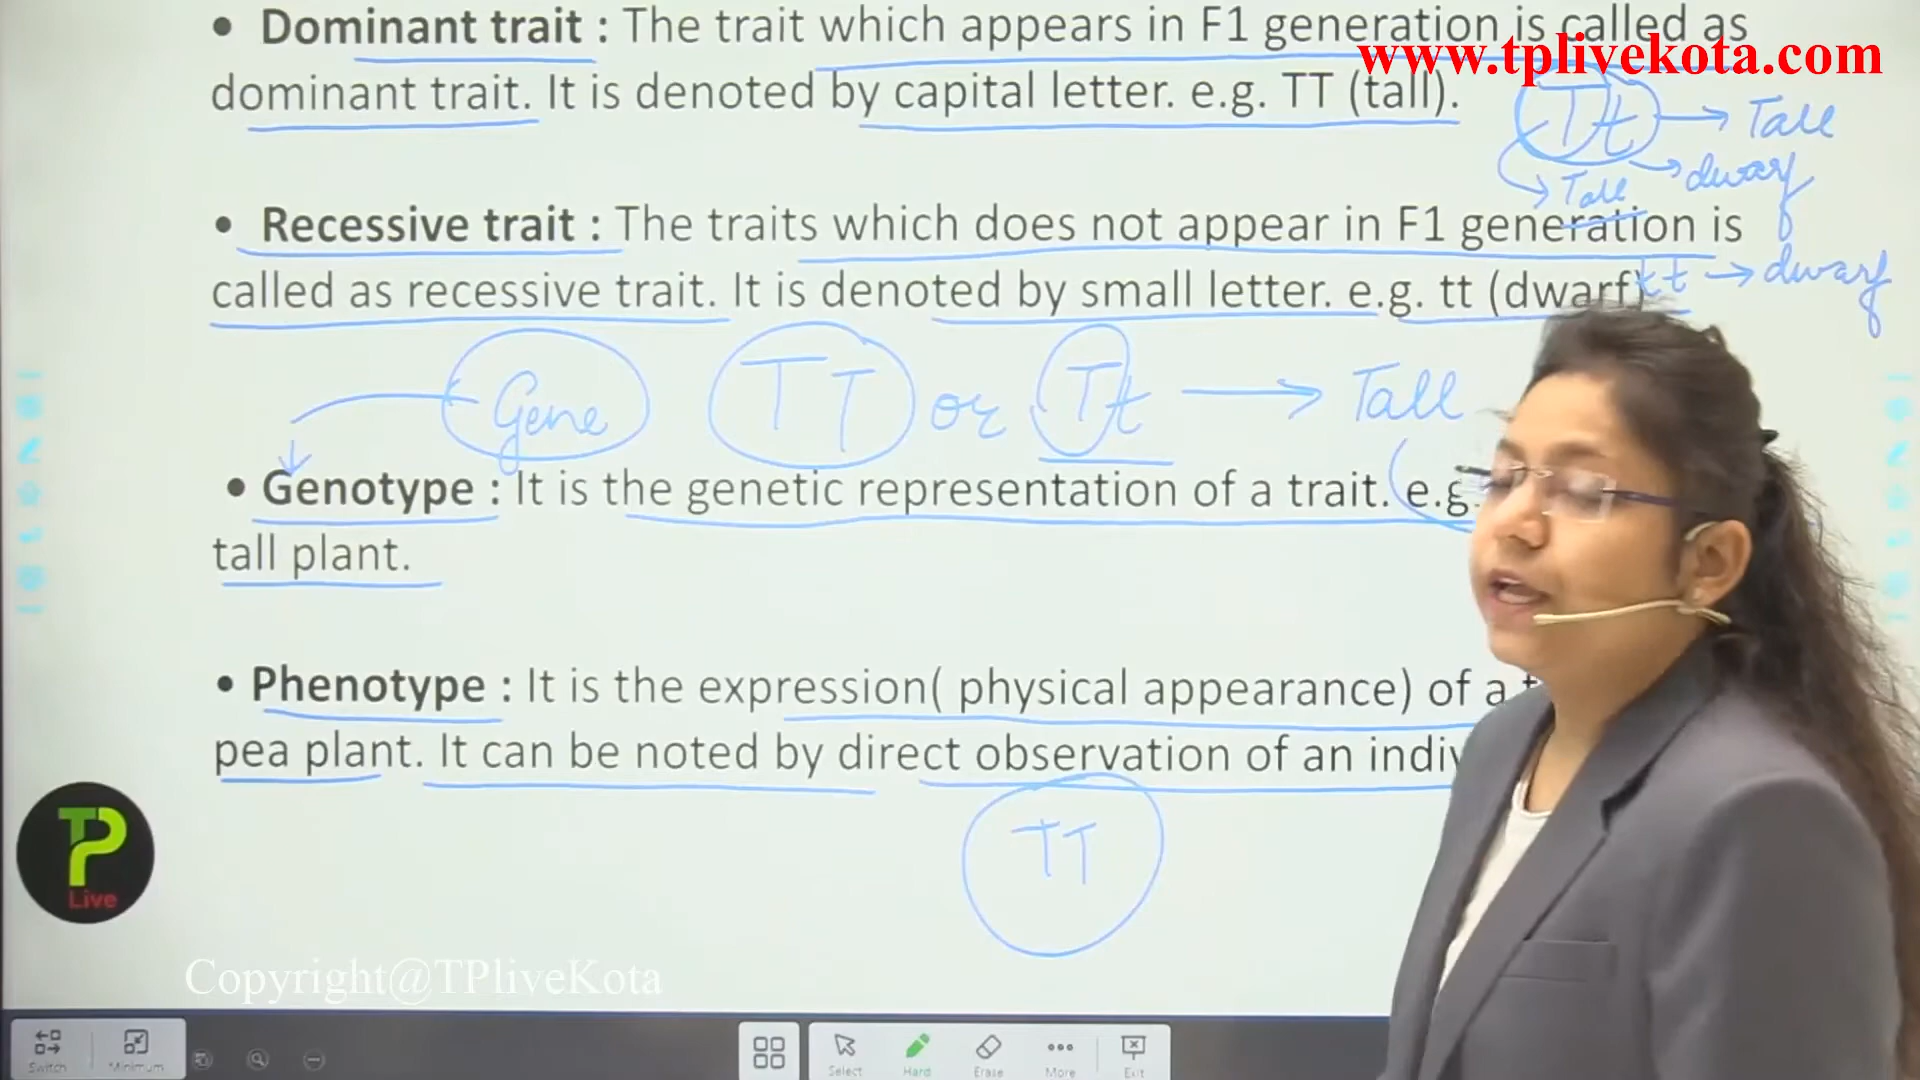 • Dominant trait : The trait which appears in F1 generation is called as
www.tplivekota.com
dominant trait. It is denoted by capital letter. e.g. TT (tall).
Tt → Tall
→ dwarf
→ Tall
• Recessive trait : The traits which does not appear in F1 generation is
called as recessive trait. It is denoted by small letter. e.g. tt (dwarf)
tt → dwarf
Gene TT or Tt → Tall
• Genotype : It is the genetic representation of a trait. e.g.
tall plant.
• Phenotype : It is the expression( physical appearance) of a
pea plant. It can be noted by direct observation of an
TT
TP
Live
Copyright@TPliveKota
Switch Minimum Select Hard Erase More Exit